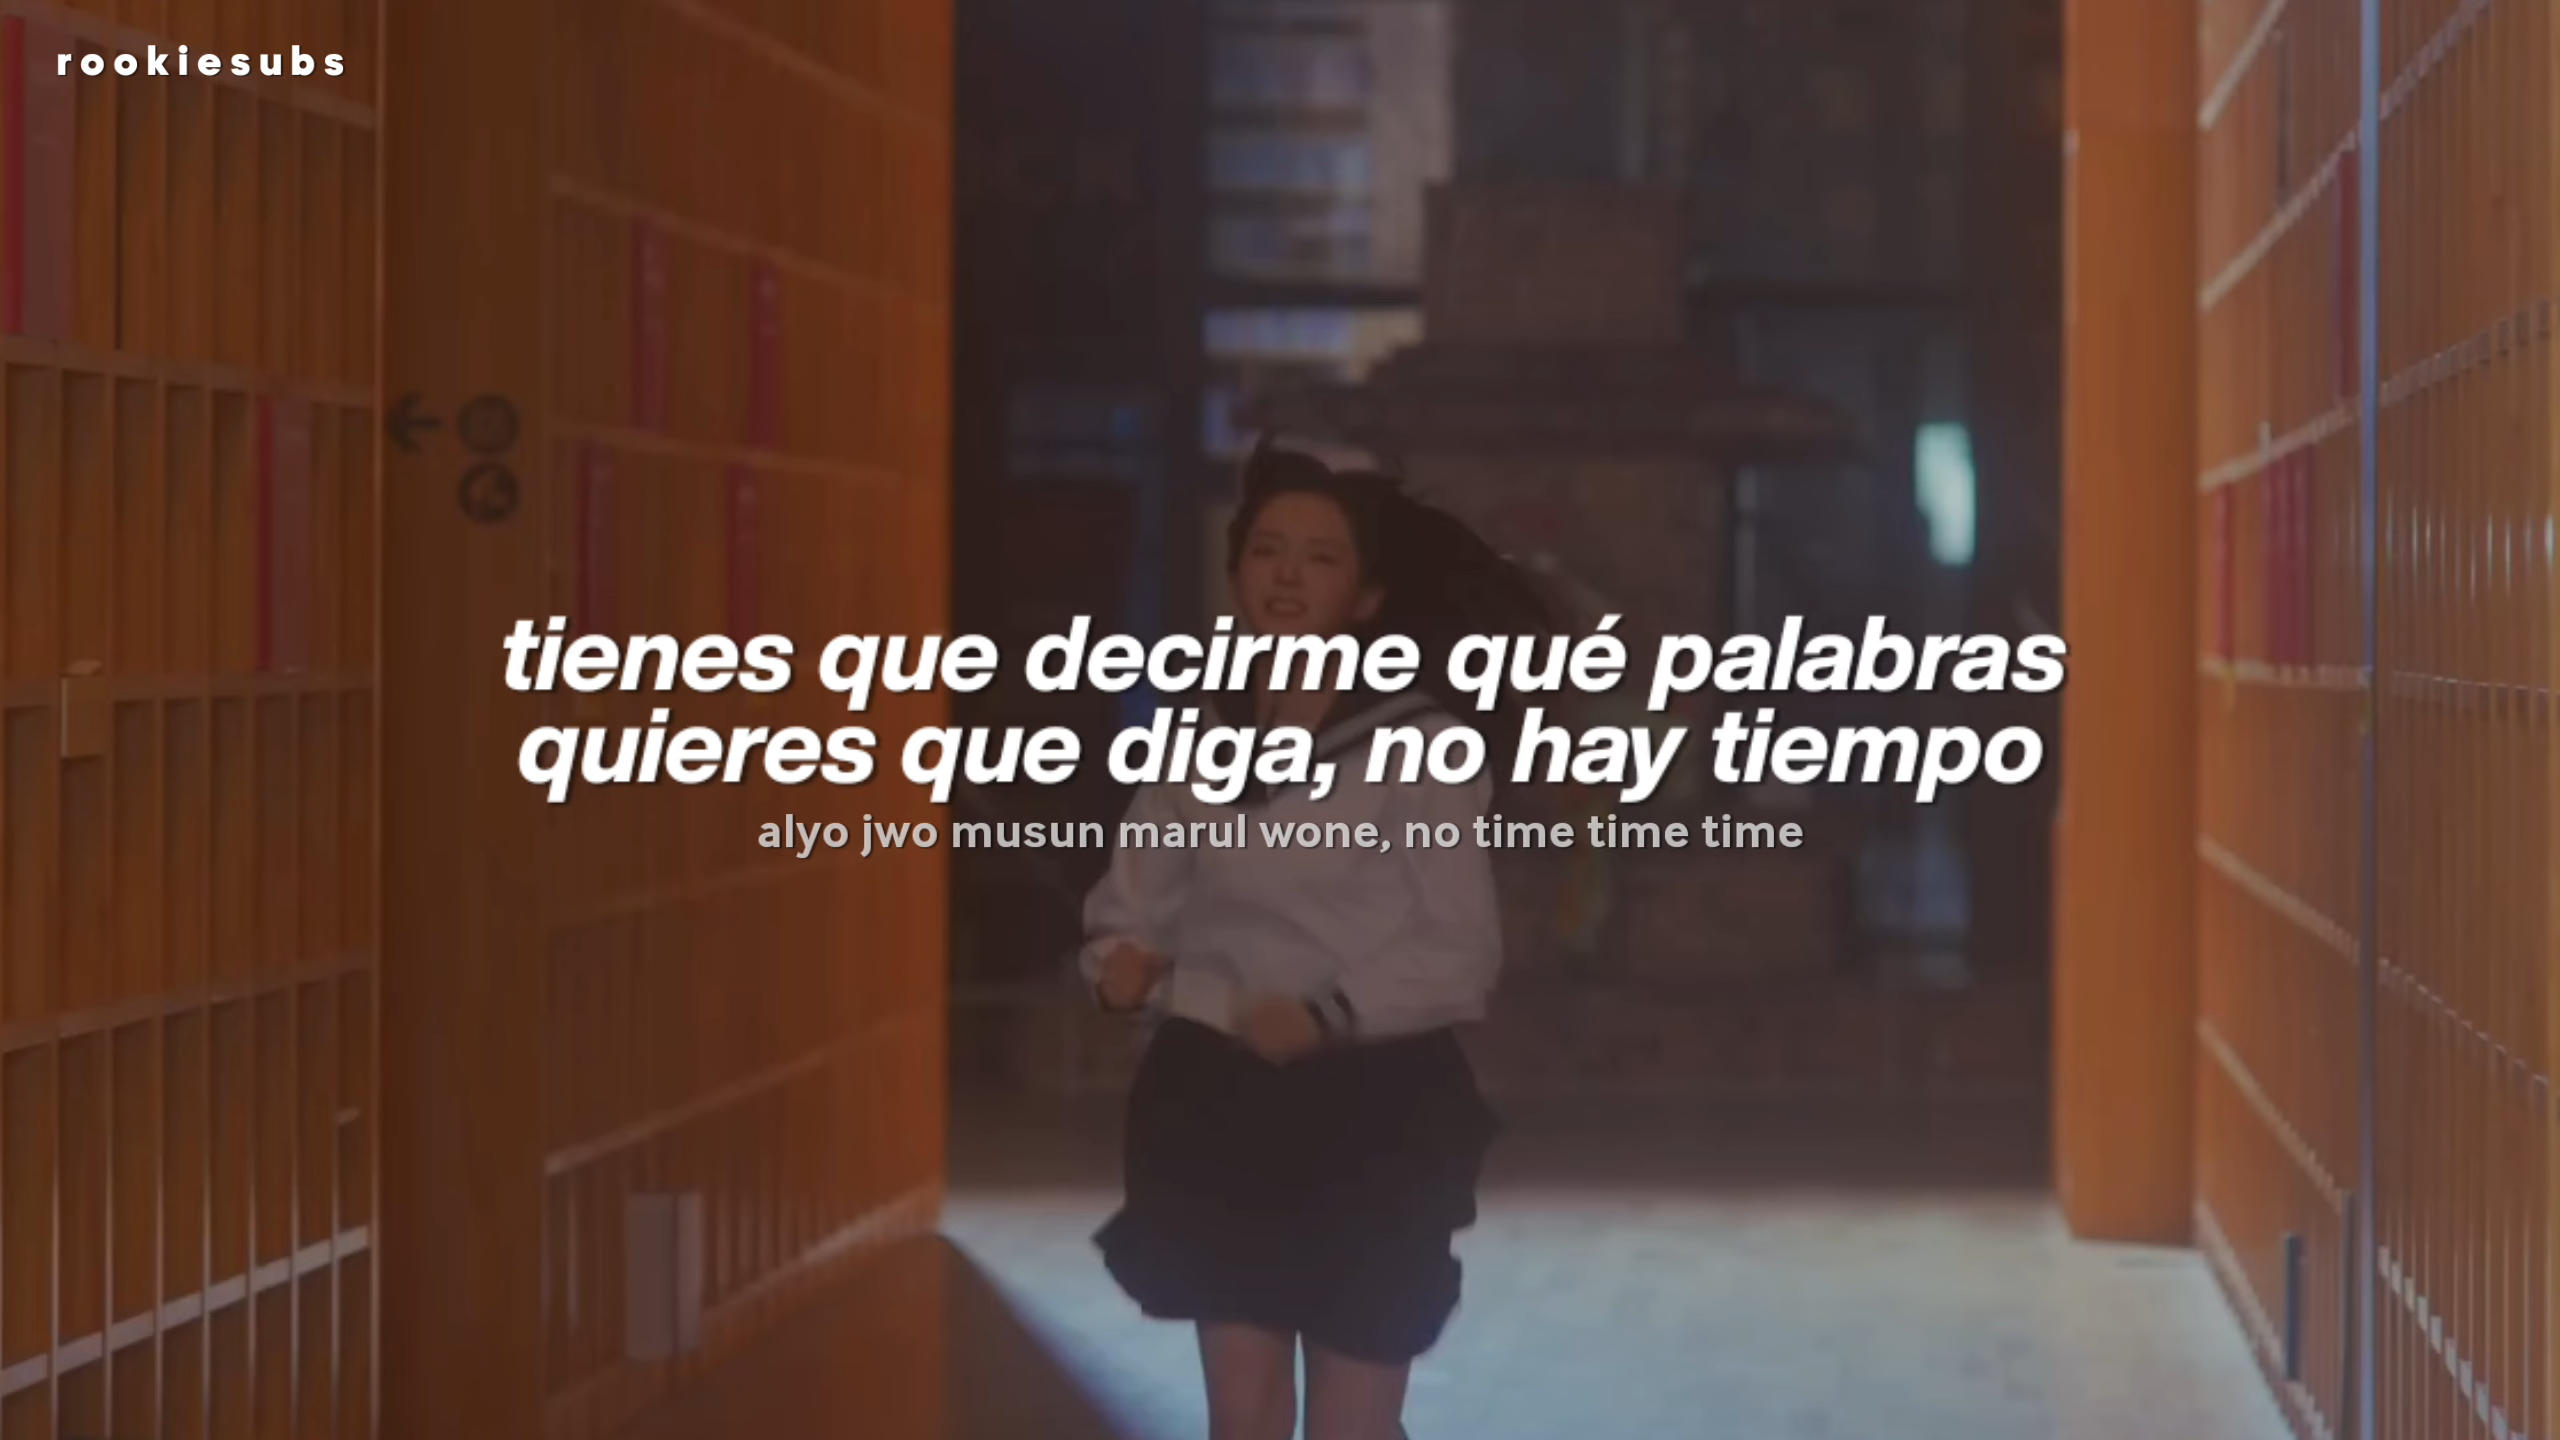 rookiesubs
tienes que decirme qué palabras
quieres que diga, no hay tiempo
alyo jwo musun marul wone, no time time time